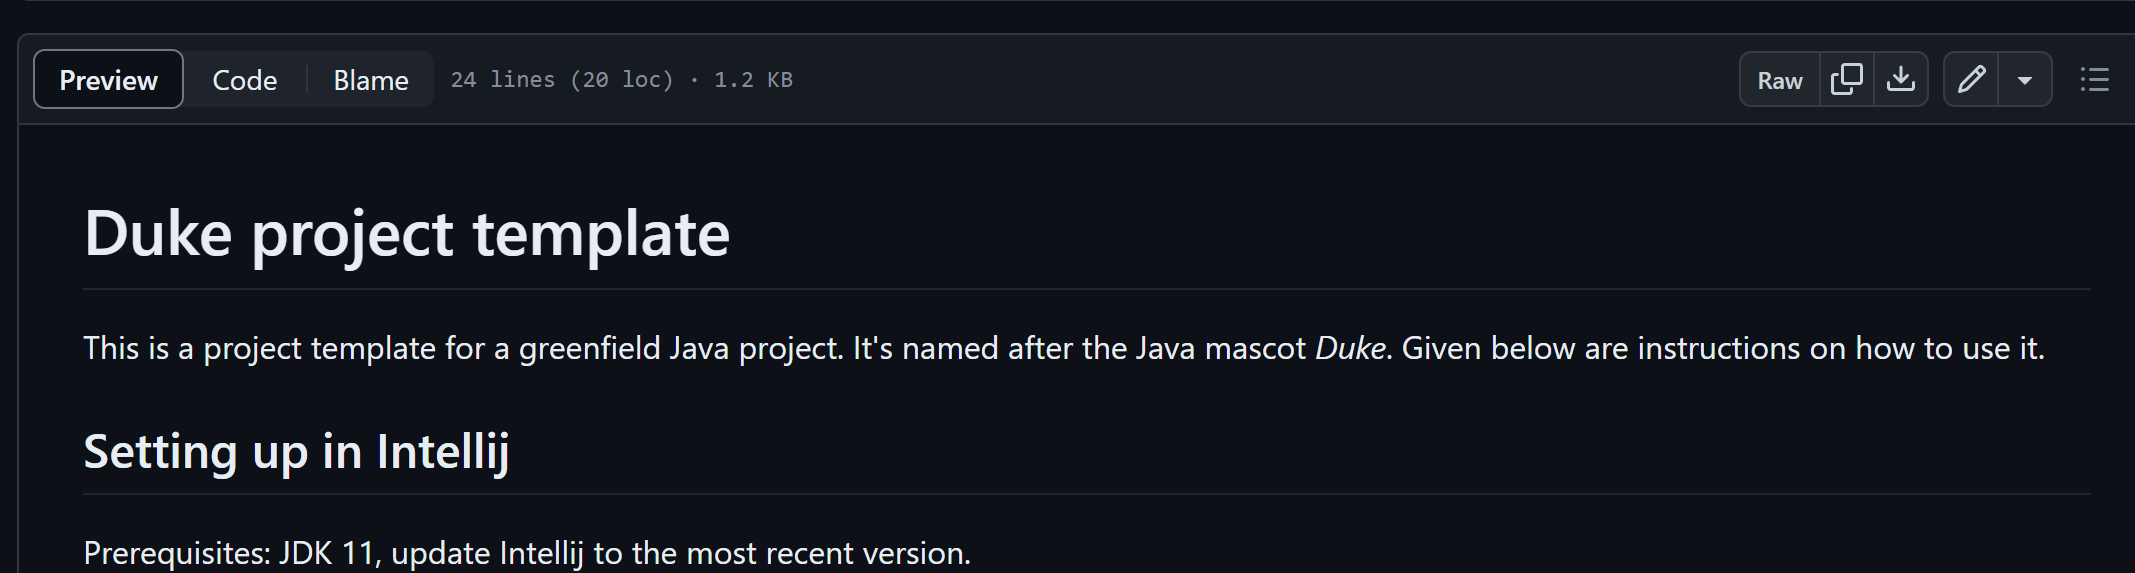 Preview Code Blame 24 lines (20 loc) · 1.2 KB Raw
Duke project template
This is a project template for a greenfield Java project. It's named after the Java mascot Duke. Given below are instructions on how to use it.
Setting up in Intellij
Prerequisites: JDK 11, update Intellij to the most recent version.